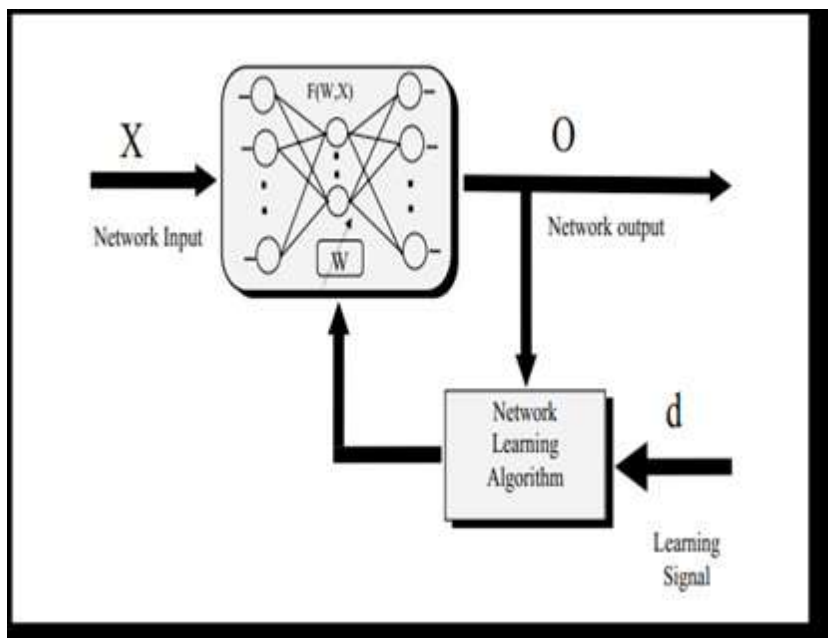 F(W,X)
X
O
Network Input
Network output
W
Network
Learning
Algorithm
d
Learning
Signal